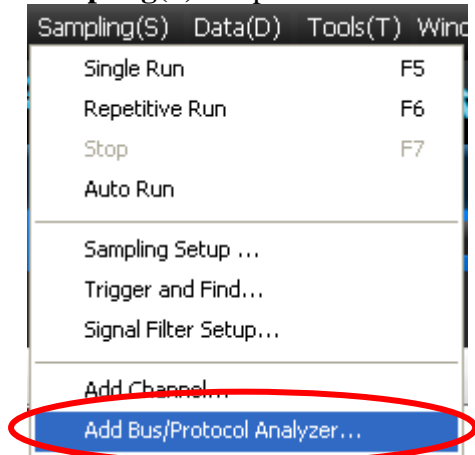 Sampling(S) Data(D) Tools(T)
Single Run F5
Repetitive Run F6
Stop F7
Auto Run
Sampling Setup ...
Trigger and Find...
Signal Filter Setup...
Add Channel...
Add Bus/Protocol Analyzer...